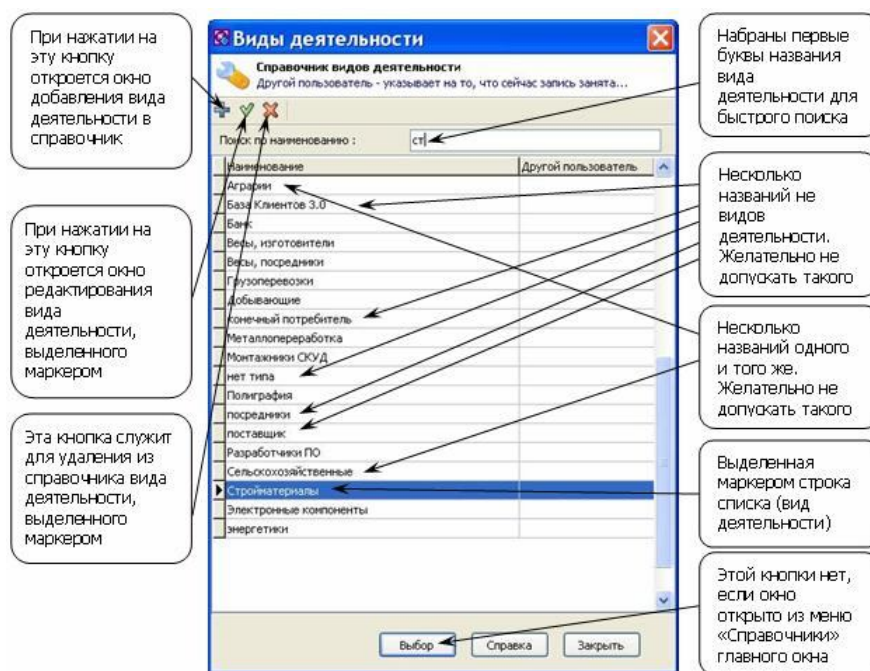 При нажатии на
эту кнопку
откроется окно
добавления вида
деятельности в
справочник
При нажатии на
эту кнопку
откроется окно
редактирования
вида
деятельности,
выделенного
маркером
Эта кнопка служит
для удаления из
справочника вида
деятельности,
выделенного
маркером
Виды деятельности
Справочник видов деятельности
Другой пользователь - указывает на то, что сейчас запись занята...
Поиск по наименованию :
ст
Наименование
Другой пользователь
Аграрии
База Клиентов 3.0
Банк
Весы, изготовители
Весы, посредники
Грузоперевозки
Добывающие
конечный потребитель
Металлопереработка
Монтажники СКУД
нет типа
Полиграфия
посредники
поставщик
Разработчики ПО
Сельскохозяйственные
Стройматериалы
Электронные компоненты
энергетики
Выбор
Справка
Закрыть
Набраны первые
буквы названия
вида
деятельности для
быстрого поиска
Несколько
названий не
видов
деятельности.
Желательно не
допускать такого
Несколько
названий одного
и того же.
Желательно не
допускать такого
Выделенная
маркером строка
списка (вид
деятельности)
Этой кнопки нет,
если окно
открыто из меню
«Справочники»
главного окна